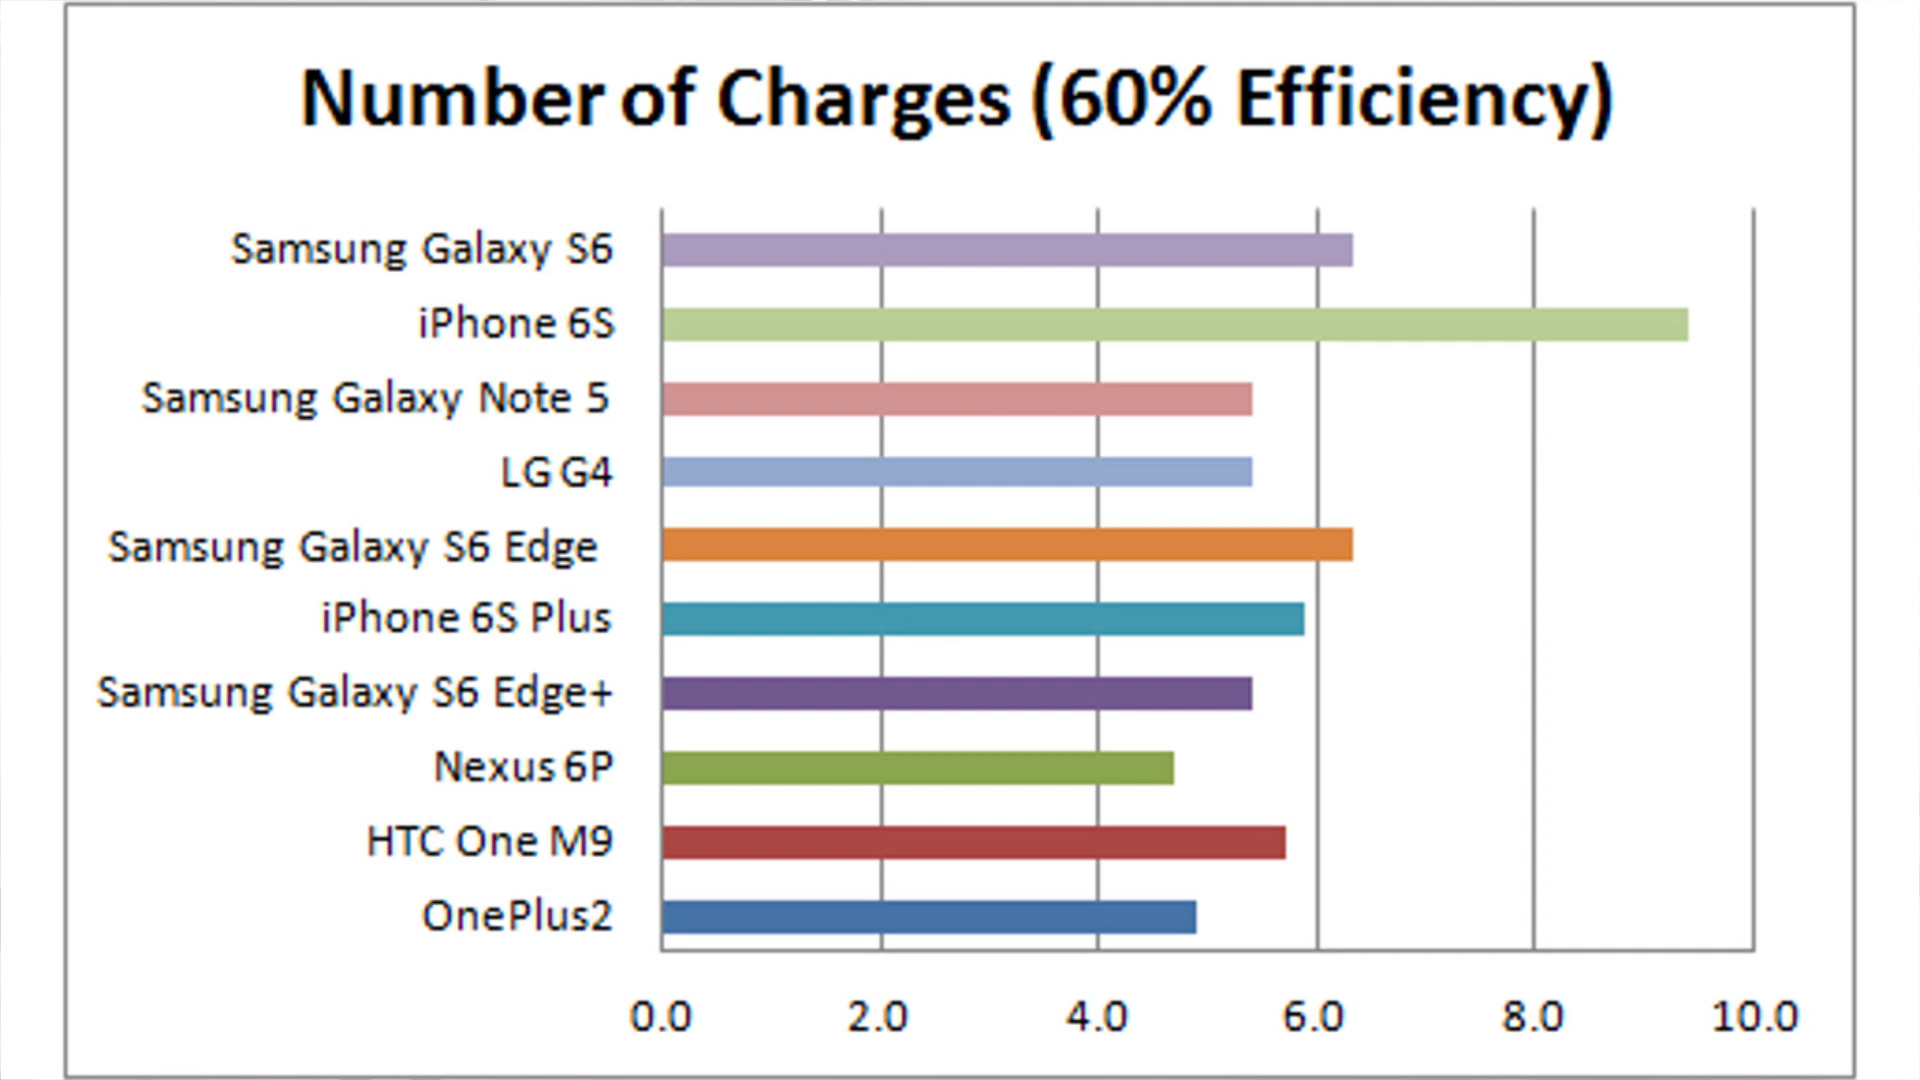 Number of Charges (60% Efficiency)
Samsung Galaxy S6
iPhone 6S
Samsung Galaxy Note 5
LG G4
Samsung Galaxy S6 Edge
iPhone 6S Plus
Samsung Galaxy S6 Edge+
Nexus 6P
HTC One M9
OnePlus2
0.0 2.0 4.0 6.0 8.0 10.0